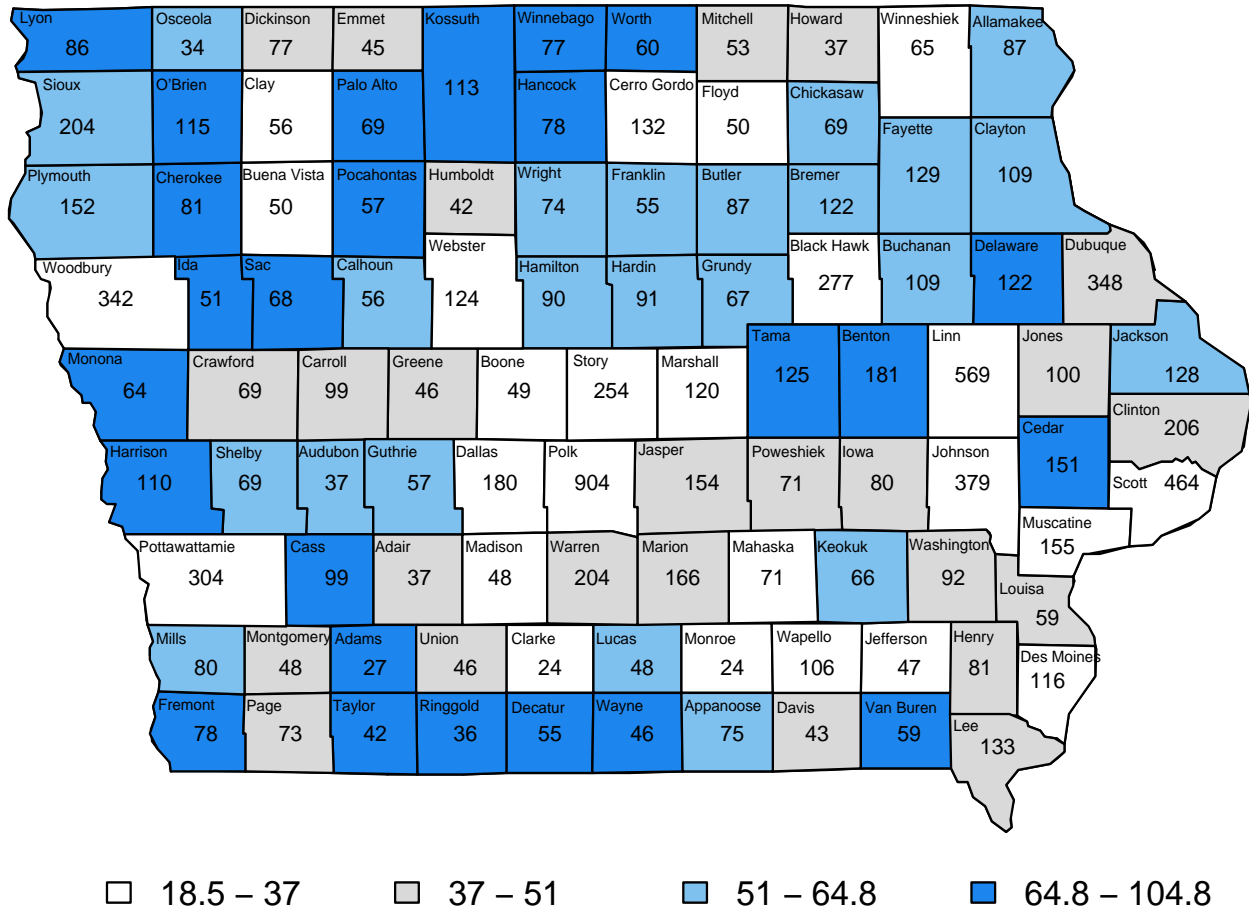 Lyon Osceola Dickinson Emmet Kossuth Winnebago Worth Mitchell Howard Winneshiek Allamakee
86 34 77 45 113 77 60 53 37 65 87
Sioux O'Brien Clay Palo Alto Hancock Cerro Gordo Floyd Chickasaw Fayette Clayton
204 115 56 69 78 132 50 69 129 109
Plymouth Cherokee Buena Vista Pocahontas Humboldt Wright Franklin Butler Bremer
152 81 50 57 42 74 55 87 122
Woodbury Ida Sac Calhoun Webster Hamilton Hardin Grundy Black Hawk Buchanan Delaware Dubuque
342 51 68 56 124 90 91 67 277 109 122 348
Monona Crawford Carroll Greene Boone Story Marshall Tama Benton Linn Jones Jackson
64 69 99 46 49 254 120 125 181 569 100 128
Harrison Shelby Audubon Guthrie Dallas Polk Jasper Poweshiek Iowa Johnson Cedar Clinton
110 69 37 57 180 904 154 71 80 379 151 206
Scott 464
Muscatine
155
Pottawattamie Cass Adair Madison Warren Marion Mahaska Keokuk Washington Louisa
304 99 37 48 204 166 71 66 92 59
Mills Montgomery Adams Union Clarke Lucas Monroe Wapello Jefferson Henry Des Moines
80 48 27 46 24 48 24 106 47 81 116
Fremont Page Taylor Ringgold Decatur Wayne Appanoose Davis Van Buren Lee
78 73 42 36 55 46 75 43 59 133
18.5 – 37 37 – 51 51 – 64.8 64.8 – 104.8